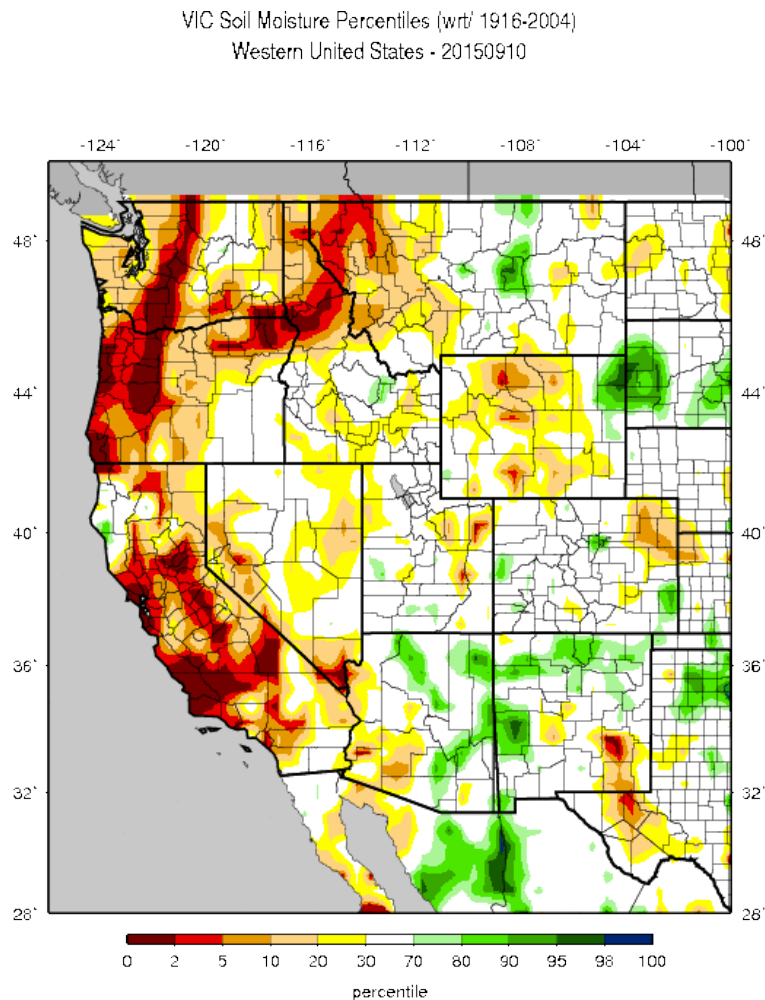 VIC Soil Moisture Percentiles (wrt/ 1916-2004)
Western United States - 20150910
-124˚ -120˚ -116˚ -112˚ -108˚ -104˚ -100˚
48˚ 48˚
44˚ 44˚
40˚ 40˚
36˚ 36˚
32˚ 32˚
28˚ 28˚
0 2 5 10 20 30 70 80 90 95 98 100
percentile